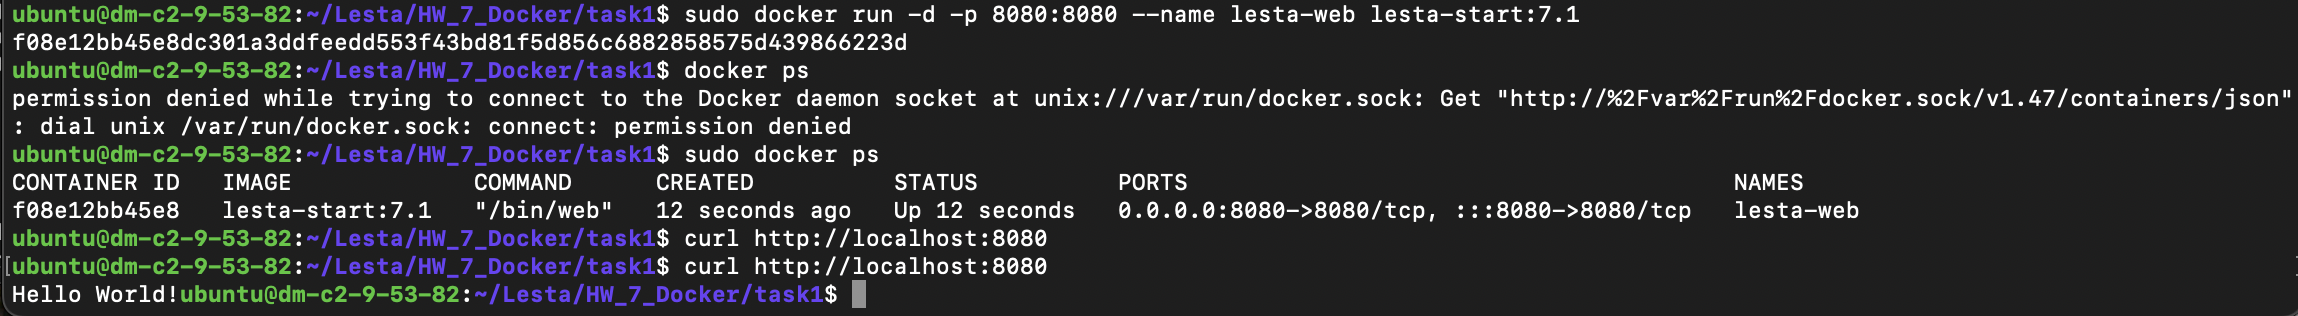 ubuntu@dm-c2-9-53-82:~/Lesta/HW_7_Docker/task1$ sudo docker run -d -p 8080:8080 --name lesta-web lesta-start:7.1
f08e12bb45e8dc301a3ddfeedd553f43bd81f5d856c6882858575d439866223d
ubuntu@dm-c2-9-53-82:~/Lesta/HW_7_Docker/task1$ docker ps
permission denied while trying to connect to the Docker daemon socket at unix:///var/run/docker.sock: Get "http://%2Fvar%2Frun%2Fdocker.sock/v1.47/containers/json"
: dial unix /var/run/docker.sock: connect: permission denied
ubuntu@dm-c2-9-53-82:~/Lesta/HW_7_Docker/task1$ sudo docker ps
CONTAINER ID   IMAGE             COMMAND      CREATED          STATUS          PORTS                                       NAMES
f08e12bb45e8   lesta-start:7.1   "/bin/web"   12 seconds ago   Up 12 seconds   0.0.0.0:8080->8080/tcp, :::8080->8080/tcp   lesta-web
ubuntu@dm-c2-9-53-82:~/Lesta/HW_7_Docker/task1$ curl http://localhost:8080
[ubuntu@dm-c2-9-53-82:~/Lesta/HW_7_Docker/task1$ curl http://localhost:8080
Hello World!ubuntu@dm-c2-9-53-82:~/Lesta/HW_7_Docker/task1$